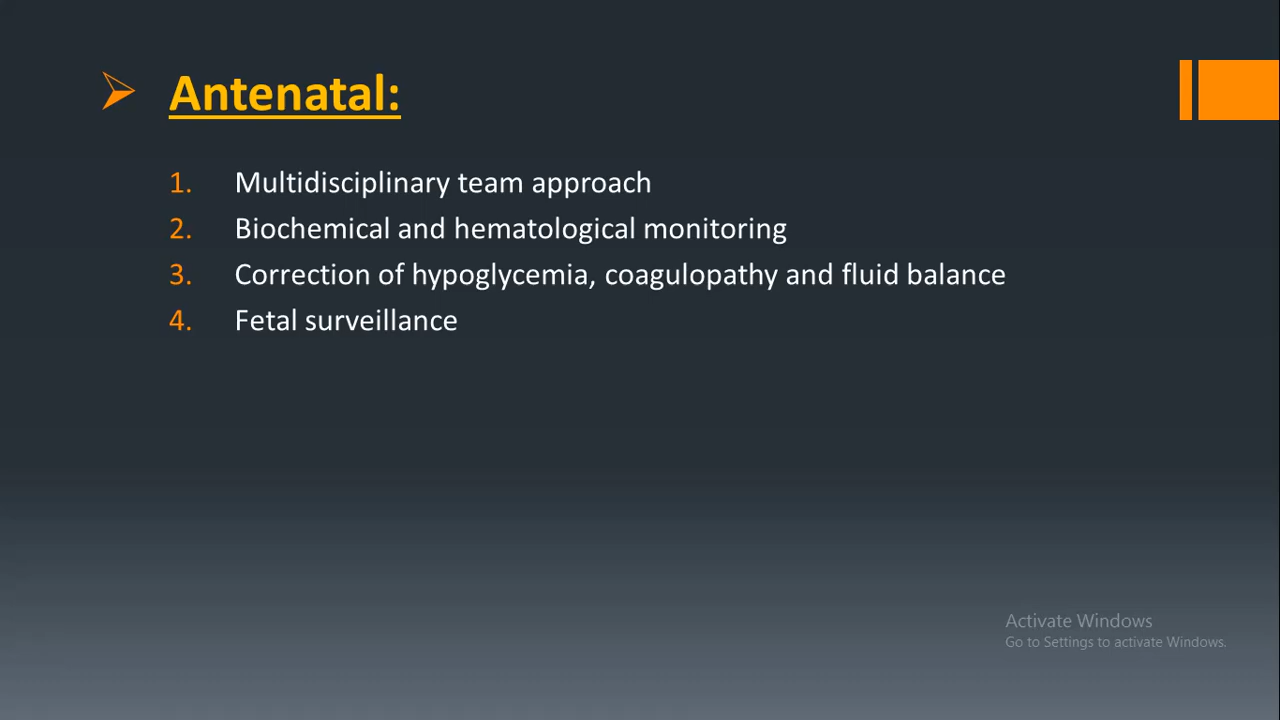 Antenatal:
1. Multidisciplinary team approach
2. Biochemical and hematological monitoring
3. Correction of hypoglycemia, coagulopathy and fluid balance
4. Fetal surveillance
Activate Windows
Go to Settings to activate Windows.